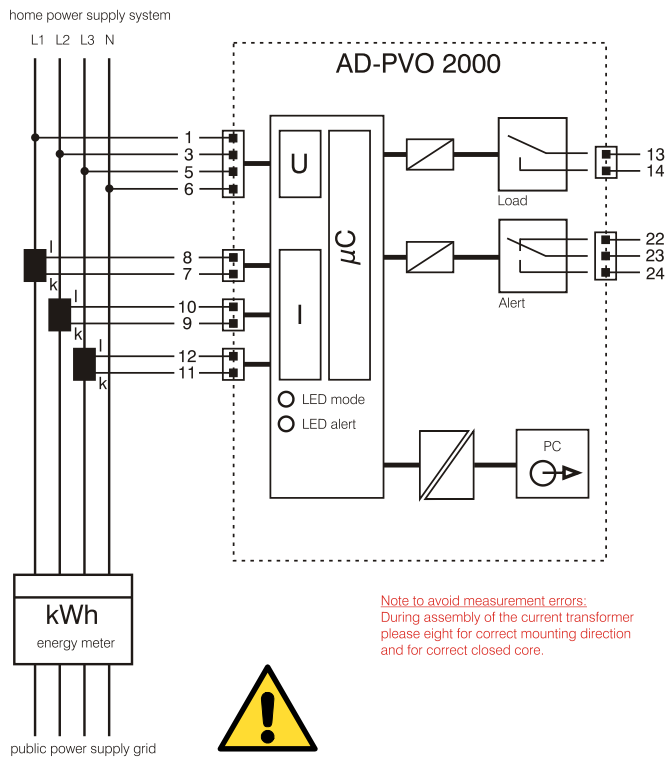 home power supply system
L1 L2 L3 N
AD-PVO 2000
1
3
5
6
U
µC
13
14
Load
l
8
7
k
I
22
23
24
Alert
l
10
9
k
l
12
11
k
LED mode
LED alert
PC
kWh
energy meter
Note to avoid measurement errors:
During assembly of the current transformer
please eight for correct mounting direction
and for correct closed core.
public power supply grid